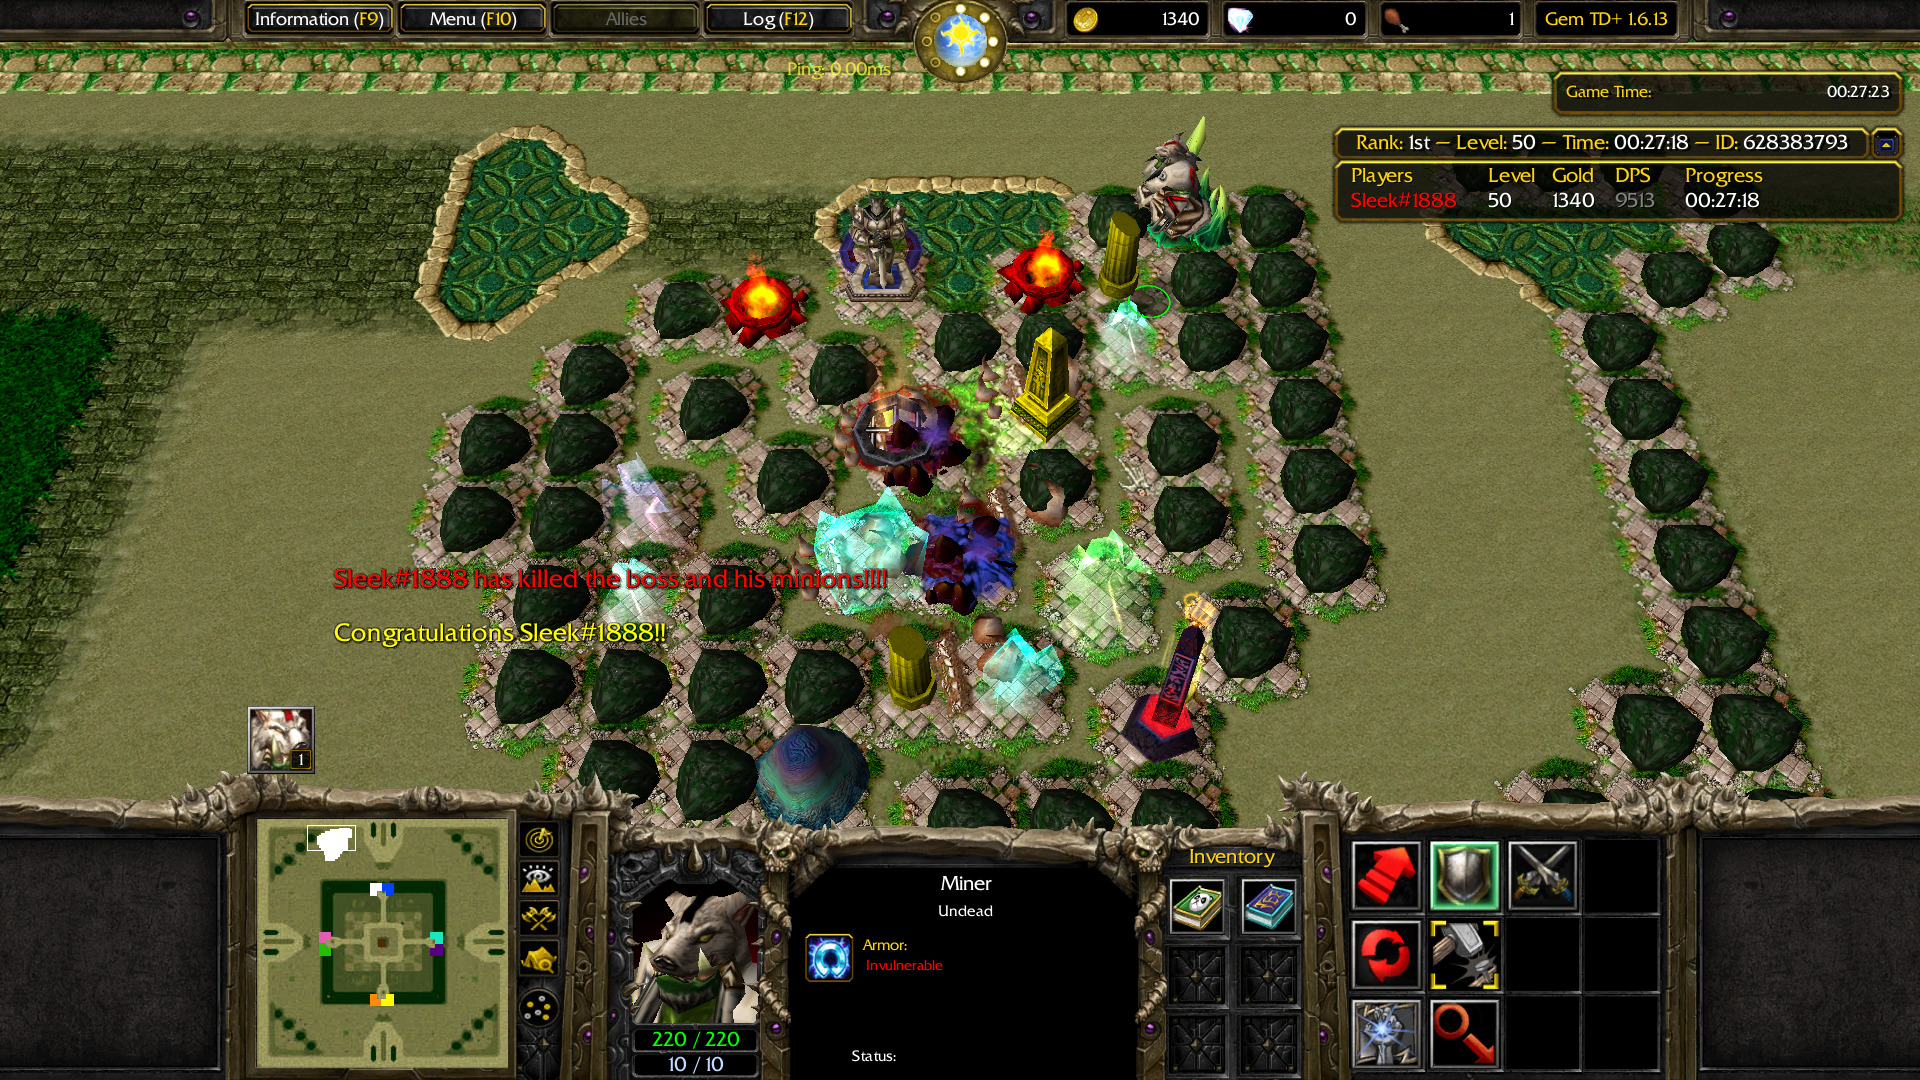 Information (F9) Menu (F10) Allies Log (F12) 1340 0 1 Gem TD+ 1.6.13
Ping: 0.00ms
Game Time: 00:27:23
Rank: 1st – Level: 50 – Time: 00:27:18 – ID: 628383793
Players Level Gold DPS Progress
Sleek#1888 50 1340 9513 00:27:18
Sleek#1888 has killed the boss and his minions!!!!
Congratulations Sleek#1888!!
1
Miner
Undead
Armor:
Invulnerable
Status:
220 / 220
10 / 10
Inventory